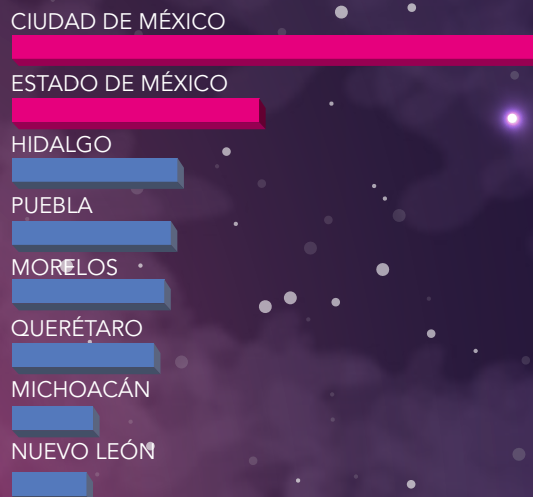 CIUDAD DE MÉXICO
ESTADO DE MÉXICO
HIDALGO
PUEBLA
MORELOS
QUERÉTARO
MICHOACÁN
NUEVO LEÓN